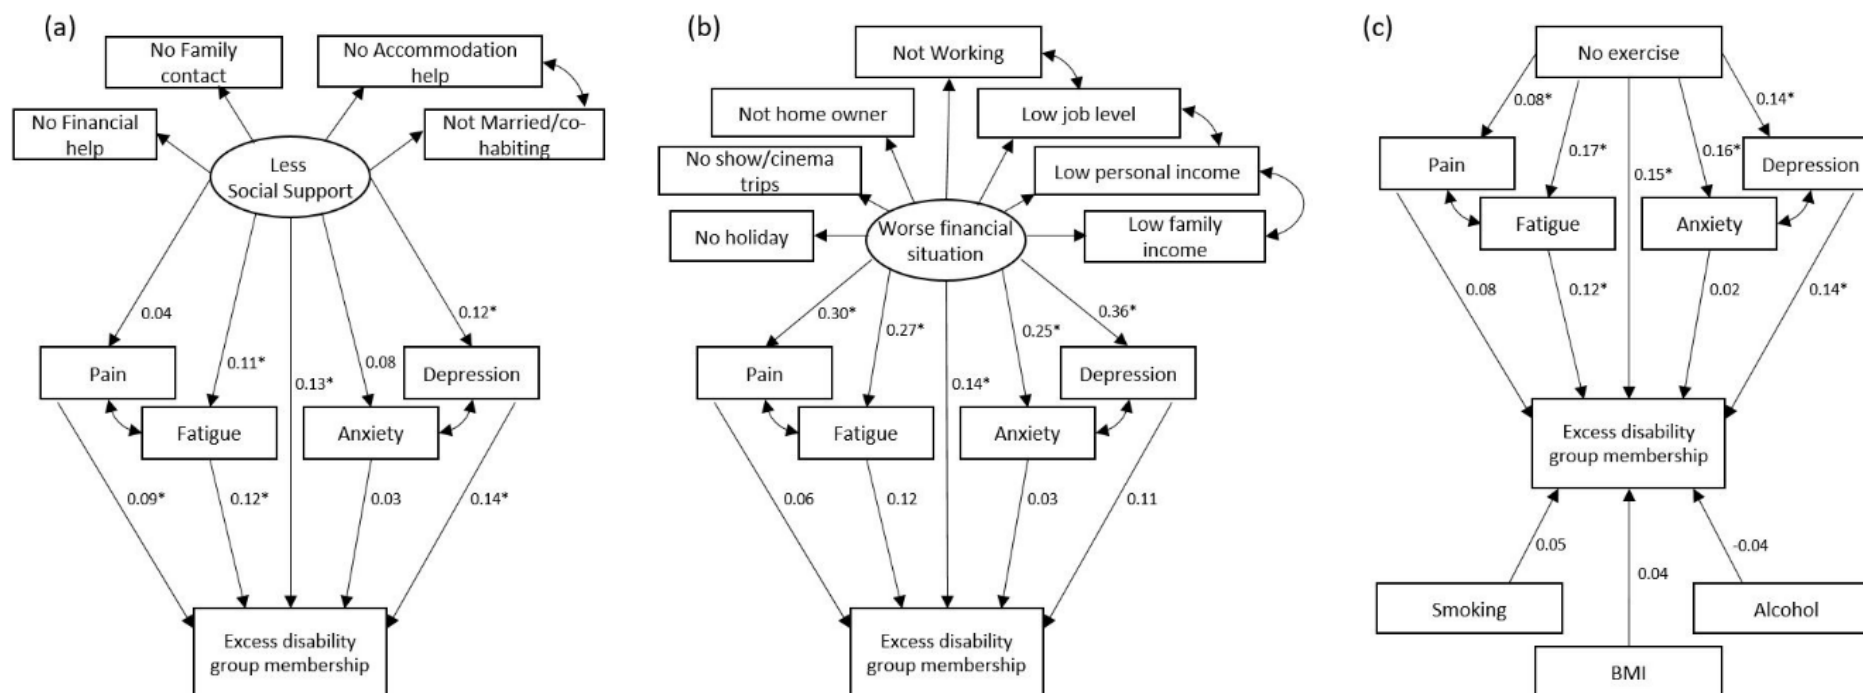 (a)
No Family
contact
No Accommodation
help
No Financial
help
Not Married/co-
habiting
Less
Social Support
0.04
0.11*
0.13*
0.08
0.12*
Pain
Depression
Fatigue
Anxiety
0.09*
0.12*
0.03
0.14*
Excess disability
group membership
(b)
Not Working
Not home owner
Low job level
No show/cinema
trips
Low personal income
No holiday
Worse financial
situation
Low family
income
0.30*
0.27*
0.14*
0.25*
0.36*
Pain
Depression
Fatigue
Anxiety
0.06
0.12
0.03
0.11
Excess disability
group membership
(c)
No exercise
0.08*
0.17*
0.15*
0.16*
0.14*
Pain
Depression
Fatigue
Anxiety
0.08
0.12*
0.02
0.14*
Excess disability
group membership
0.05
0.04
-0.04
Smoking
Alcohol
BMI